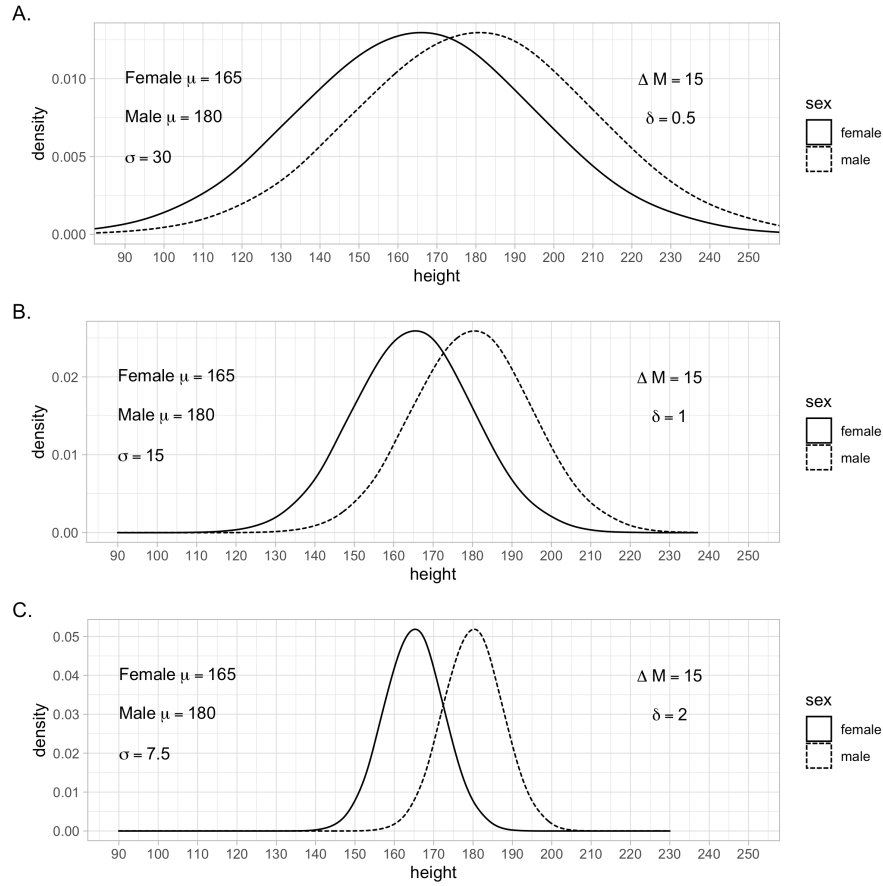 A.
density
0.010
0.005
0.000
Female μ = 165
Male μ = 180
σ = 30
Δ M = 15
δ = 0.5
90 100 110 120 130 140 150 160 170 180 190 200 210 220 230 240 250
height
sex
female
male
B.
density
0.02
0.01
0.00
Female μ = 165
Male μ = 180
σ = 15
Δ M = 15
δ = 1
90 100 110 120 130 140 150 160 170 180 190 200 210 220 230 240 250
height
sex
female
male
C.
density
0.05
0.04
0.03
0.02
0.01
0.00
Female μ = 165
Male μ = 180
σ = 7.5
Δ M = 15
δ = 2
90 100 110 120 130 140 150 160 170 180 190 200 210 220 230 240 250
height
sex
female
male